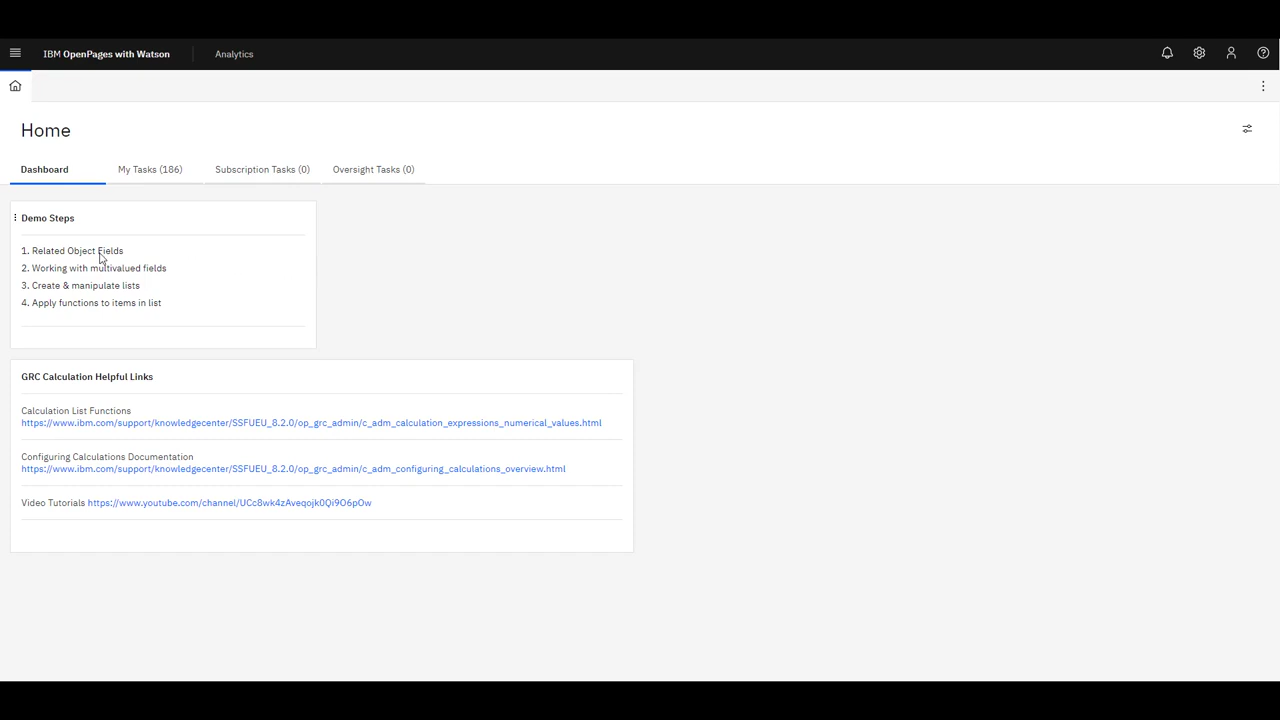 IBM OpenPages with Watson
Analytics
Home
Dashboard
My Tasks (186)
Subscription Tasks (0)
Oversight Tasks (0)
Demo Steps
1. Related Object Fields
2. Working with multivalued fields
3. Create & manipulate lists
4. Apply functions to items in list
GRC Calculation Helpful Links
Calculation List Functions
https://www.ibm.com/support/knowledgecenter/SSFUEU_8.2.0/op_grc_admin/c_adm_calculation_expressions_numerical_values.html
Configuring Calculations Documentation
https://www.ibm.com/support/knowledgecenter/SSFUEU_8.2.0/op_grc_admin/c_adm_configuring_calculations_overview.html
Video Tutorials https://www.youtube.com/channel/UCc8wk4zAveqojk0Qi9O6pOw